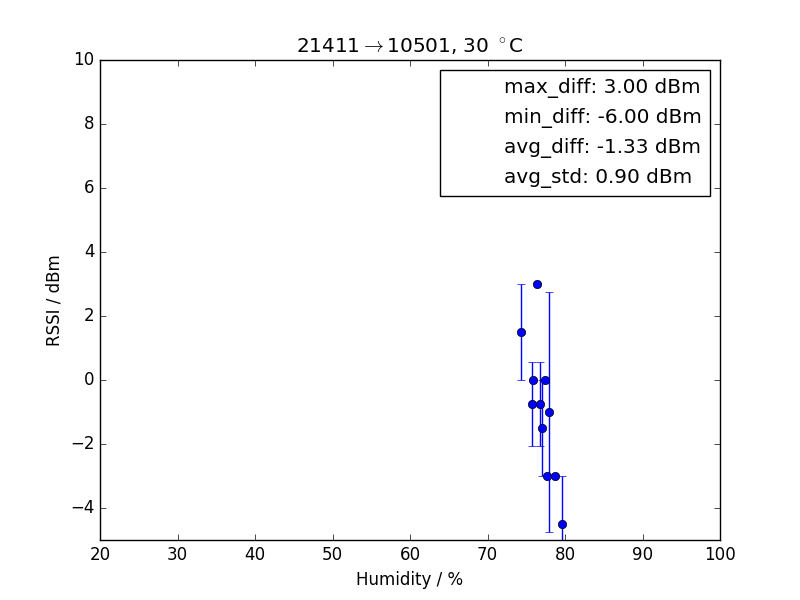 21411→10501, 30 °C
max_diff: 3.00 dBm
min_diff: -6.00 dBm
avg_diff: -1.33 dBm
avg_std: 0.90 dBm
RSSI / dBm
10
8
6
4
2
0
−2
−4
20 30 40 50 60 70 80 90 100
Humidity / %